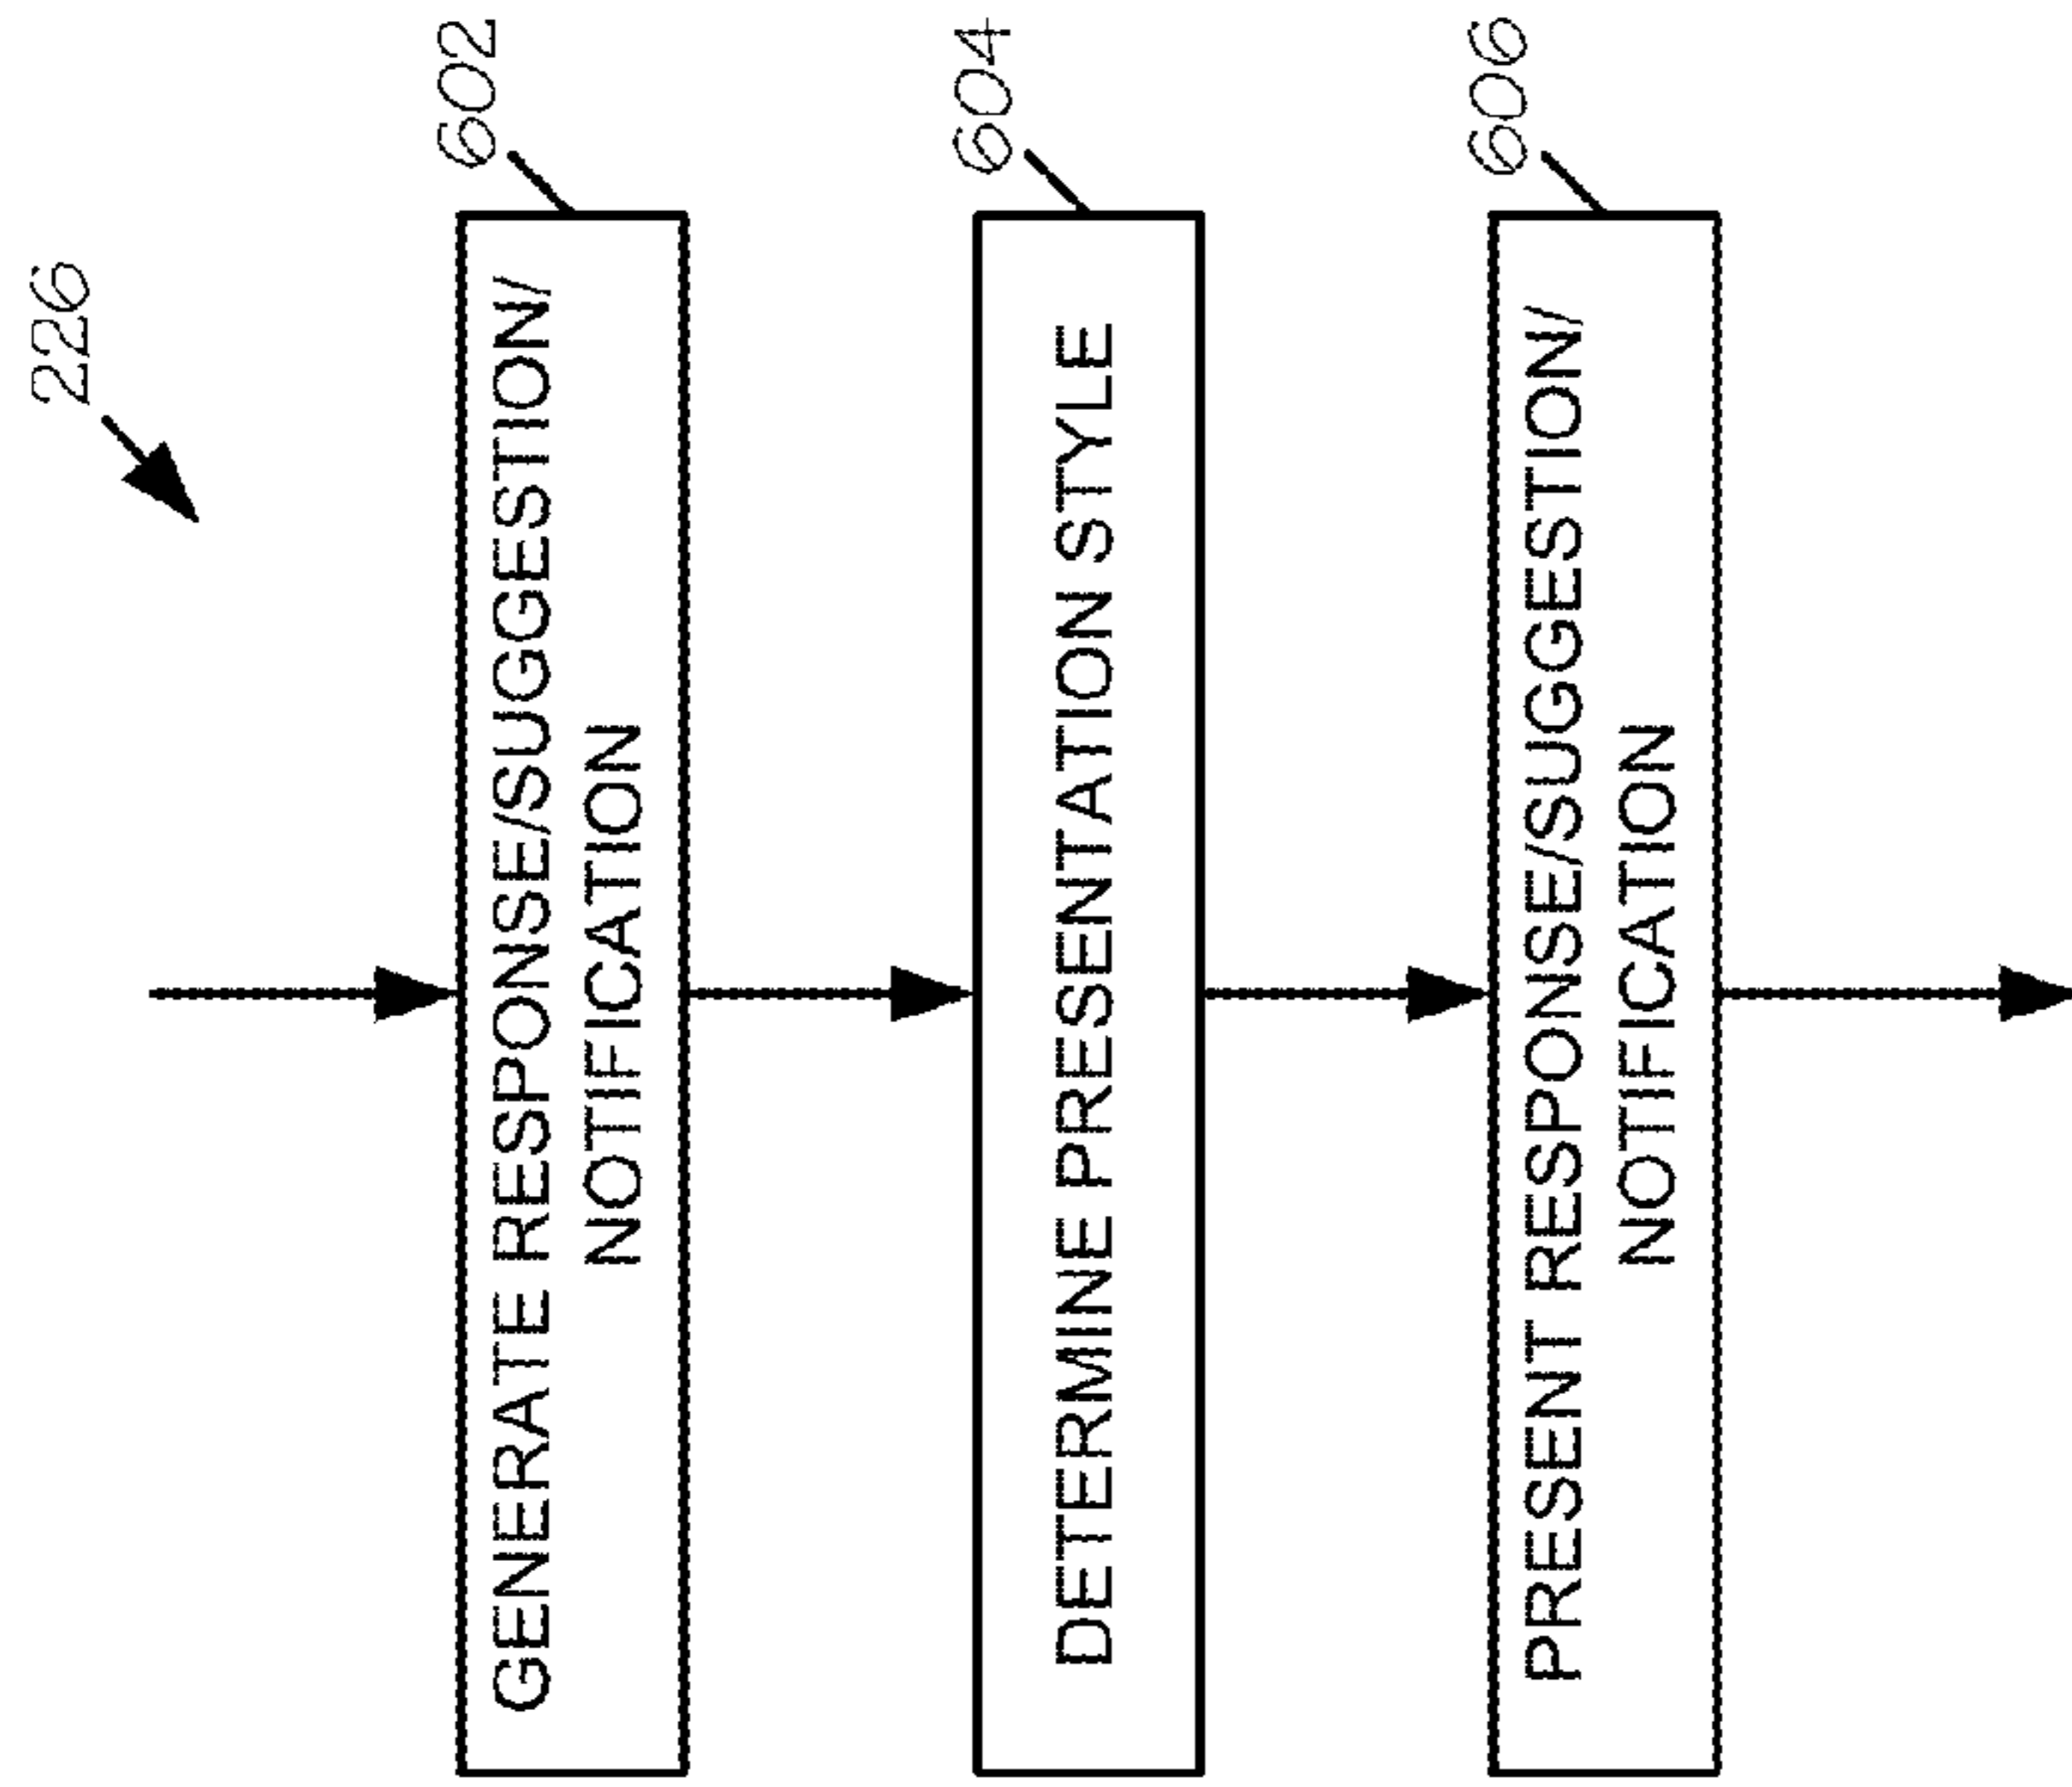 226
602
GENERATE RESPONSE/SUGGESTION/
NOTIFICATION
604
DETERMINE PRESENTATION STYLE
606
PRESENT RESPONSE/SUGGESTION/
NOTIFICATION